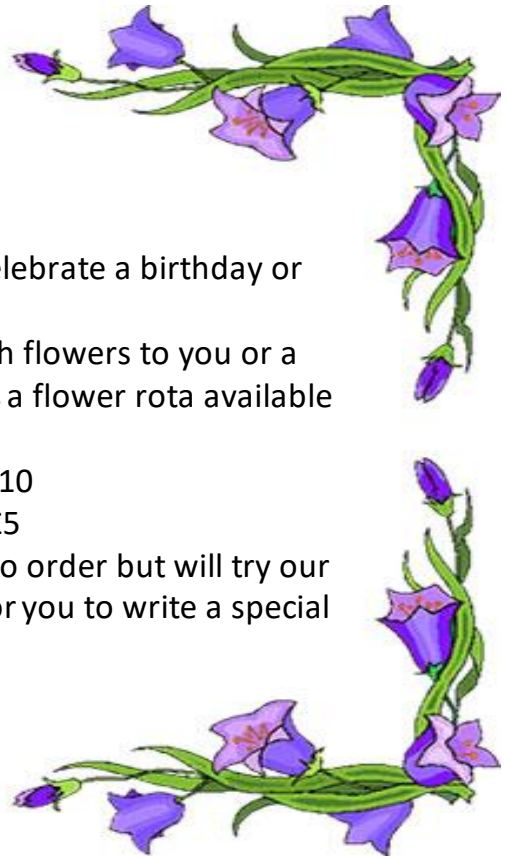 elebrate a birthday or
h flowers to you or a
a flower rota available
10
£5
o order but will try our
or you to write a special